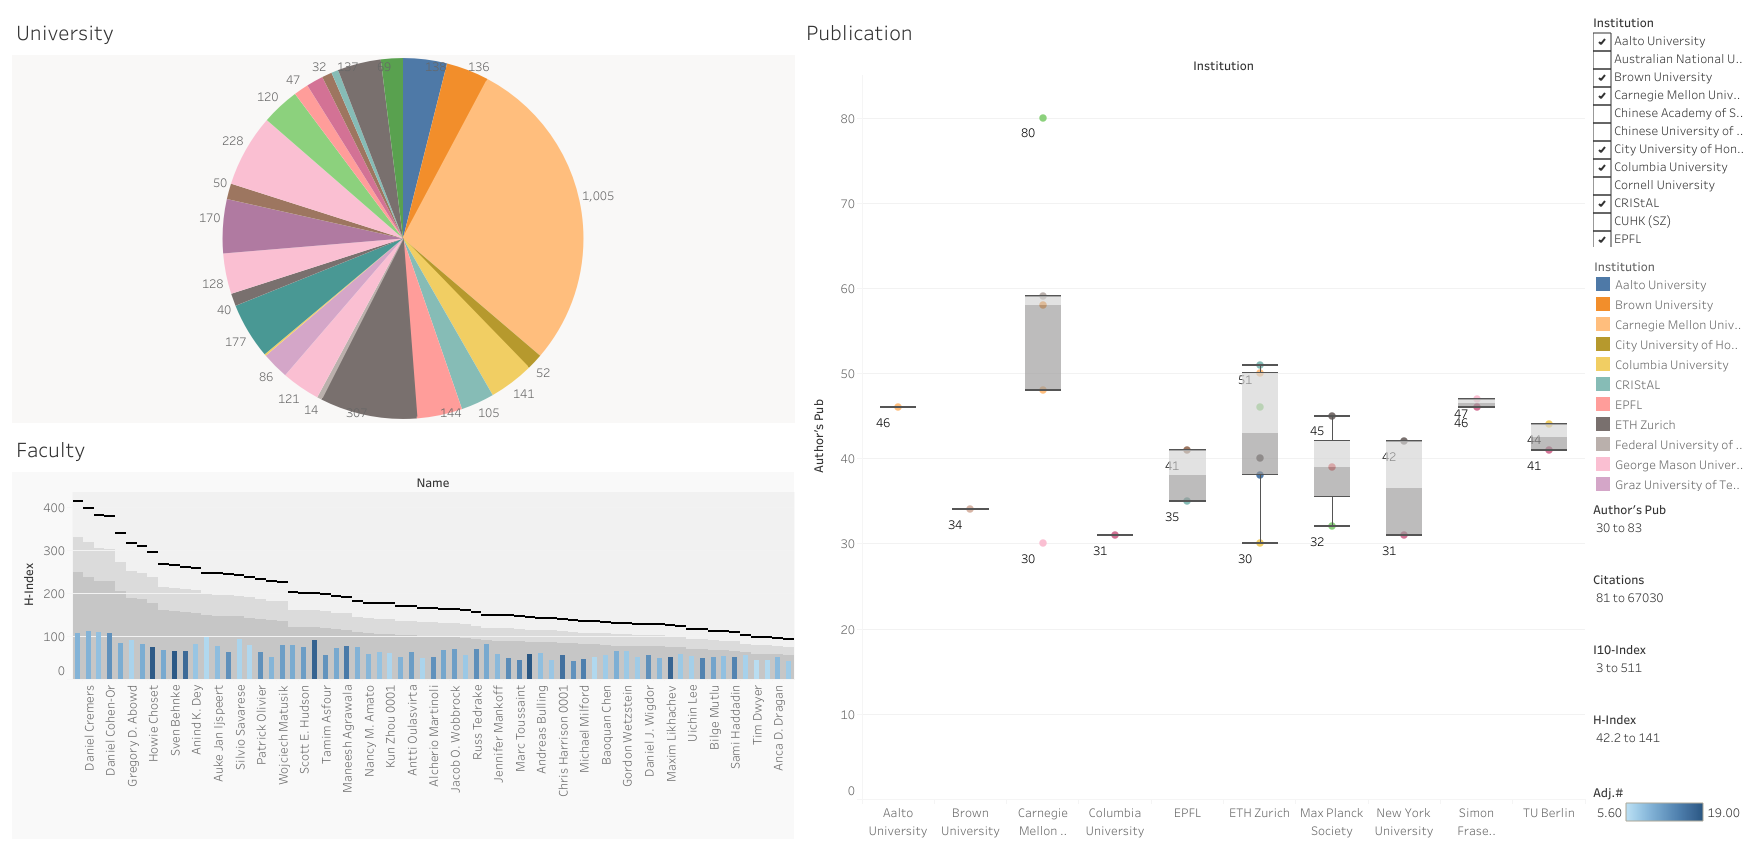 University
32
47
120
228
50
170
128
40
177
86
121
14
307
144
105
141
52
1,005
136
Faculty
Name
H-Index
400
300
200
100
0
Daniel Cremers
Daniel Cohen-Or
Gregory D. Abowd
Howie Choset
Sven Behnke
Anind K. Dey
Auke Jan Ijspeert
Silvio Savarese
Patrick Olivier
Wojciech Matusik
Scott E. Hudson
Tamim Asfour
Maneesh Agrawala
Nancy M. Amato
Kun Zhou 0001
Antti Oulasvirta
Alcherio Martinoli
Jacob O. Wobbrock
Russ Tedrake
Jennifer Mankoff
Marc Toussaint
Andreas Bulling
Chris Harrison 0001
Michael Milford
Baoquan Chen
Gordon Wetzstein
Daniel J. Wigdor
Maxim Likhachev
Uichin Lee
Bilge Mutlu
Sami Haddadin
Tim Dwyer
Anca D. Dragan
Publication
Institution
Author's Pub
80
70
60
50
40
30
20
10
0
46
34
80
30
31
41
35
51
30
45
32
42
31
47
46
44
41
Aalto
University
Brown
University
Carnegie
Mellon ..
Columbia
University
EPFL
ETH Zurich
Max Planck
Society
New York
University
Simon
Frase..
TU Berlin
Institution
Aalto University
Australian National U..
Brown University
Carnegie Mellon Univ..
Chinese Academy of S..
Chinese University of ..
City University of Hon..
Columbia University
Cornell University
CRIStAL
CUHK (SZ)
EPFL
Institution
Aalto University
Brown University
Carnegie Mellon Univ..
City University of Ho..
Columbia University
CRIStAL
EPFL
ETH Zurich
Federal University of ..
George Mason Univer..
Graz University of Te..
Author's Pub
30 to 83
Citations
81 to 67030
I10-Index
3 to 511
H-Index
42.2 to 141
Adj.#
5.60
19.00